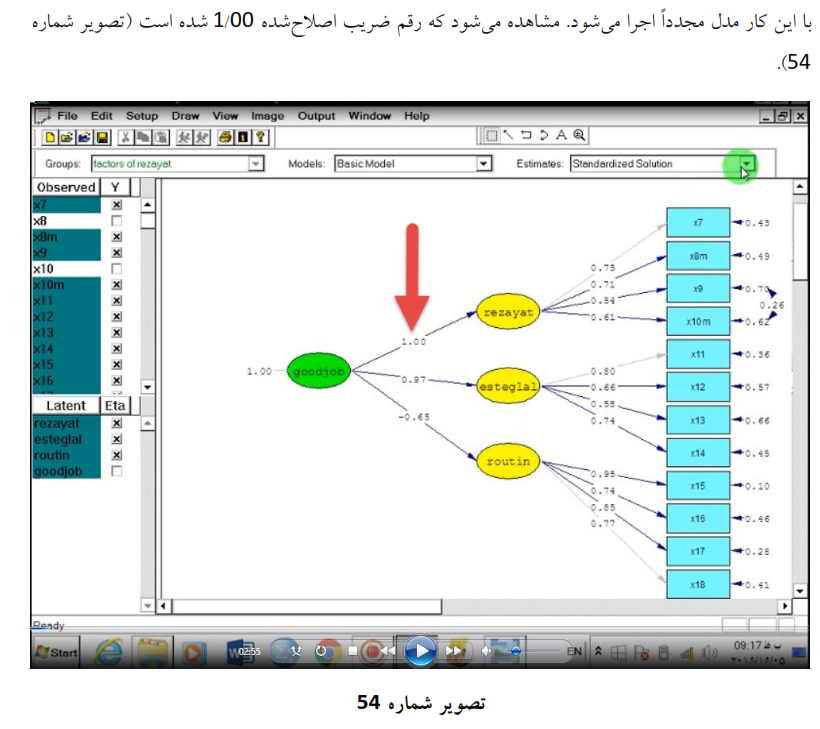 با این کار مدل مجدداً اجرا می‌شود. مشاهده می‌شود که رقم ضریب اصلاح‌شده 1/00 شده است (تصویر شماره
54).
File Edit Setup Draw View Image Output Window Help
Groups: factors of rezayat Models: Basic Model Estimates: Standardized Solution
Observed Y
x7
x8
x8m
x9
x10
x10m
x11
x12
x13
x14
x15
x16
Latent Eta
rezayat
esteglal
routin
goodjob
1.00 goodjob
1.00
0.97
-0.65
rezayat
esteglal
routin
0.75
0.71
0.54
0.61
0.80
0.66
0.58
0.74
0.95
0.74
0.85
0.77
x7 0.43
x8m 0.49
x9 0.70
0.26
x10m 0.62
x11 0.36
x12 0.57
x13 0.66
x14 0.45
x15 0.10
x16 0.46
x17 0.28
x18 0.41
Ready
Start
02:55
EN
09:17 ب.ظ
تصویر شماره 54